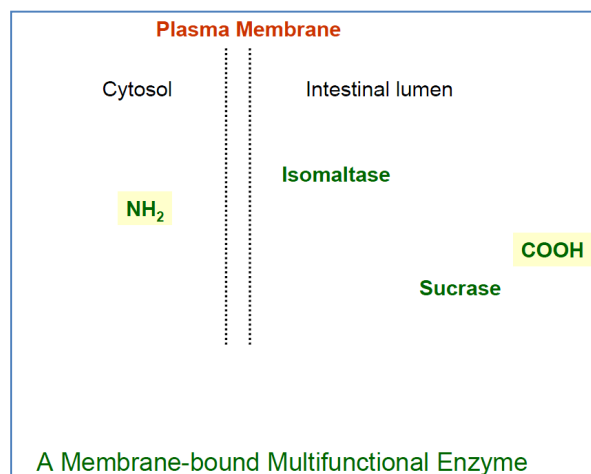 Plasma Membrane
Cytosol Intestinal lumen
Isomaltase
NH₂
COOH
Sucrase
A Membrane-bound Multifunctional Enzyme